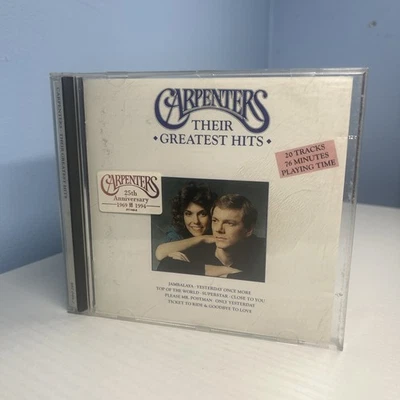 CARPENTERS
THEIR
GREATEST HITS
20 TRACKS
76 MINUTES
PLAYING TIME
CARPENTERS
25th
Anniversary
1969 1994
JAMBALAYA · YESTERDAY ONCE MORE
TOP OF THE WORLD · SUPERSTAR · CLOSE TO YOU
PLEASE MR. POSTMAN · ONLY YESTERDAY
TICKET TO RIDE & GOODBYE TO LOVE